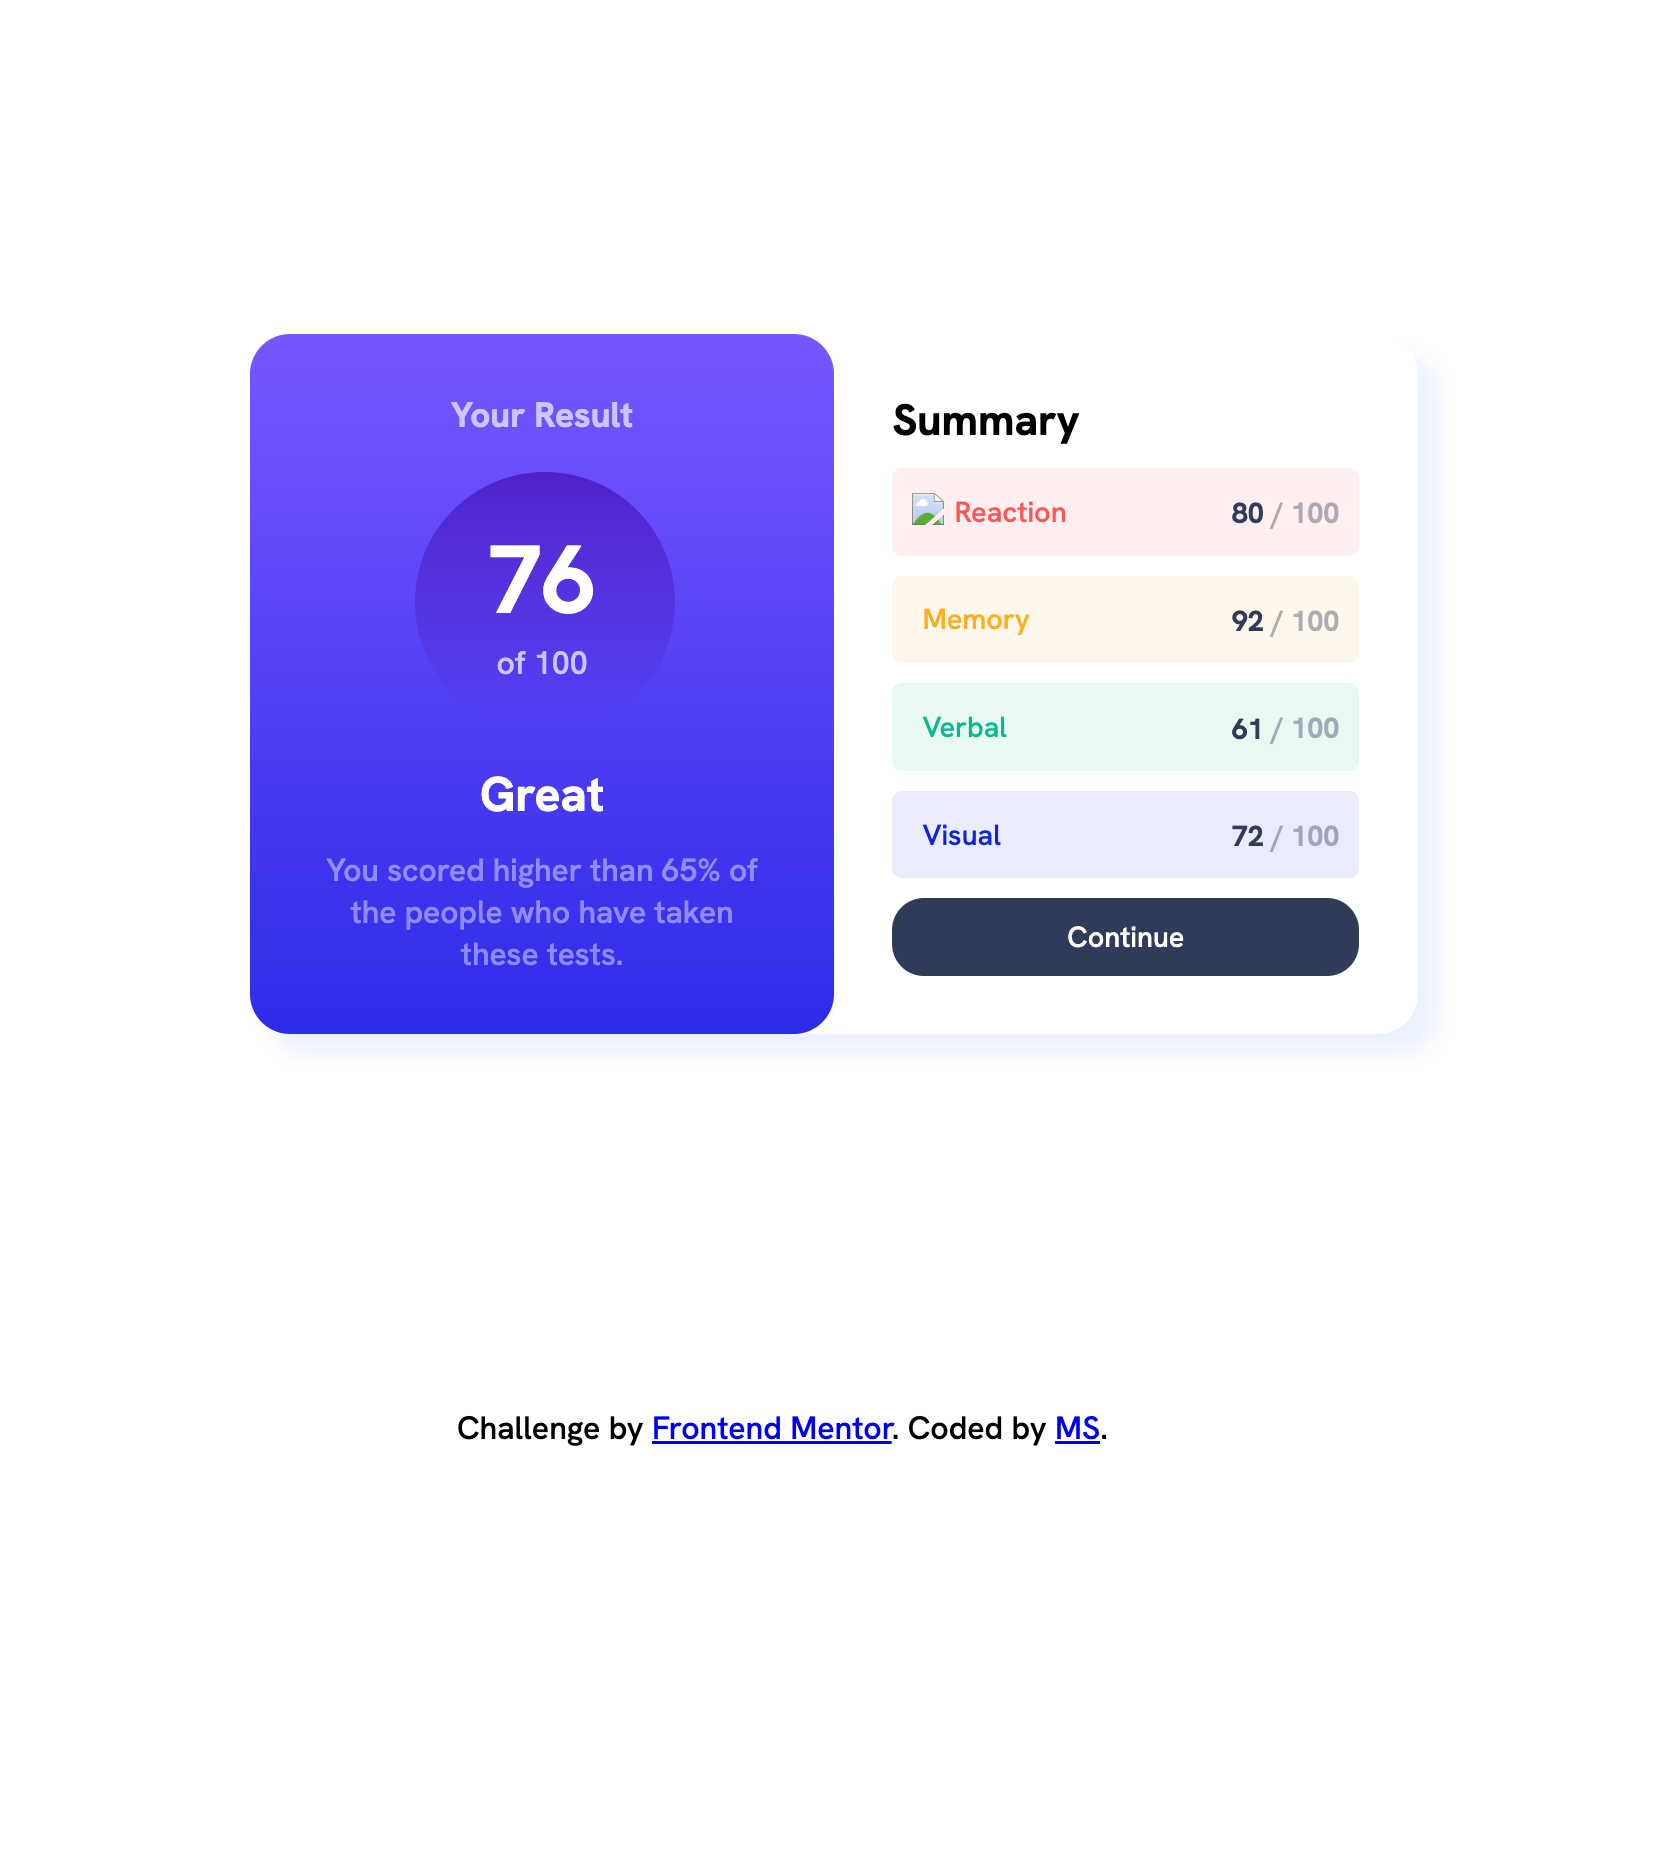 Your Result
76
of 100
Great
You scored higher than 65% of
the people who have taken
these tests.
Summary
Reaction 80 / 100
Memory 92 / 100
Verbal 61 / 100
Visual 72 / 100
Continue
Challenge by Frontend Mentor. Coded by MS.